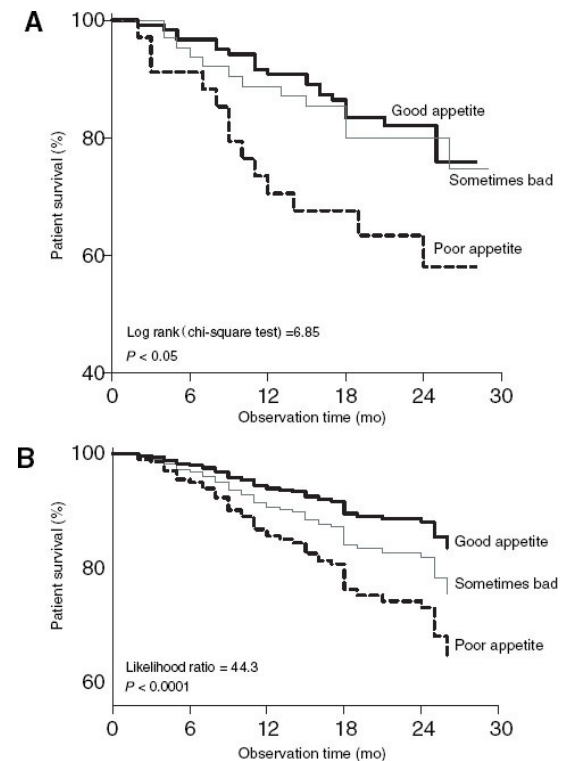 A
100
80
60
40
Patient survival (%)
Good appetite
Sometimes bad
Poor appetite
Log rank (chi-square test) =6.85
P < 0.05
0 6 12 18 24 30
Observation time (mo)
B
100
80
60
Patient survival (%)
Good appetite
Sometimes bad
Poor appetite
Likelihood ratio = 44.3
P < 0.0001
0 6 12 18 24 30
Observation time (mo)